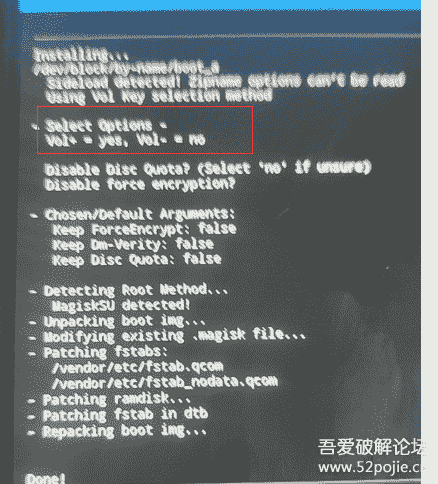 Installing...
/dev/block/by-name/boot_a
Sideload detected! Zipname options can't be read
Using Vol Key selection method
- Select Options -
Vol+ = yes, Vol- = no
Disable Disc Quota? (Select 'no' if unsure)
Disable force encryption?
- Chosen/Default Arguments:
Keep ForceEncrypt: false
Keep Dm-Verity: false
Keep Disc Quota: false
- Detecting Root Method...
MagiskSU detected!
- Unpacking boot img...
- Modifying existing .magisk file...
- Patching fstabs:
/vendor/etc/fstab.qcom
/vendor/etc/fstab_nodata.qcom
- Patching ramdisk...
- Patching fstab in dtb
- Repacking boot img...
Done!
吾爱破解论坛
www.52pojie.c